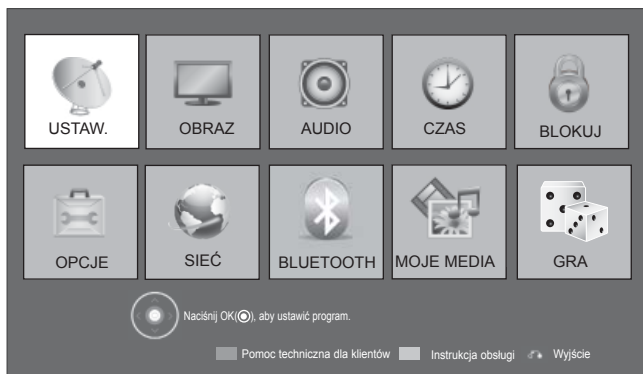 USTAW. OBRAZ AUDIO CZAS BLOKUJ
OPCJE SIEĆ BLUETOOTH MOJE MEDIA GRA
Naciśnij OK(◉), aby ustawić program.
Pomoc techniczna dla klientów Instrukcja obsługi Wyjście